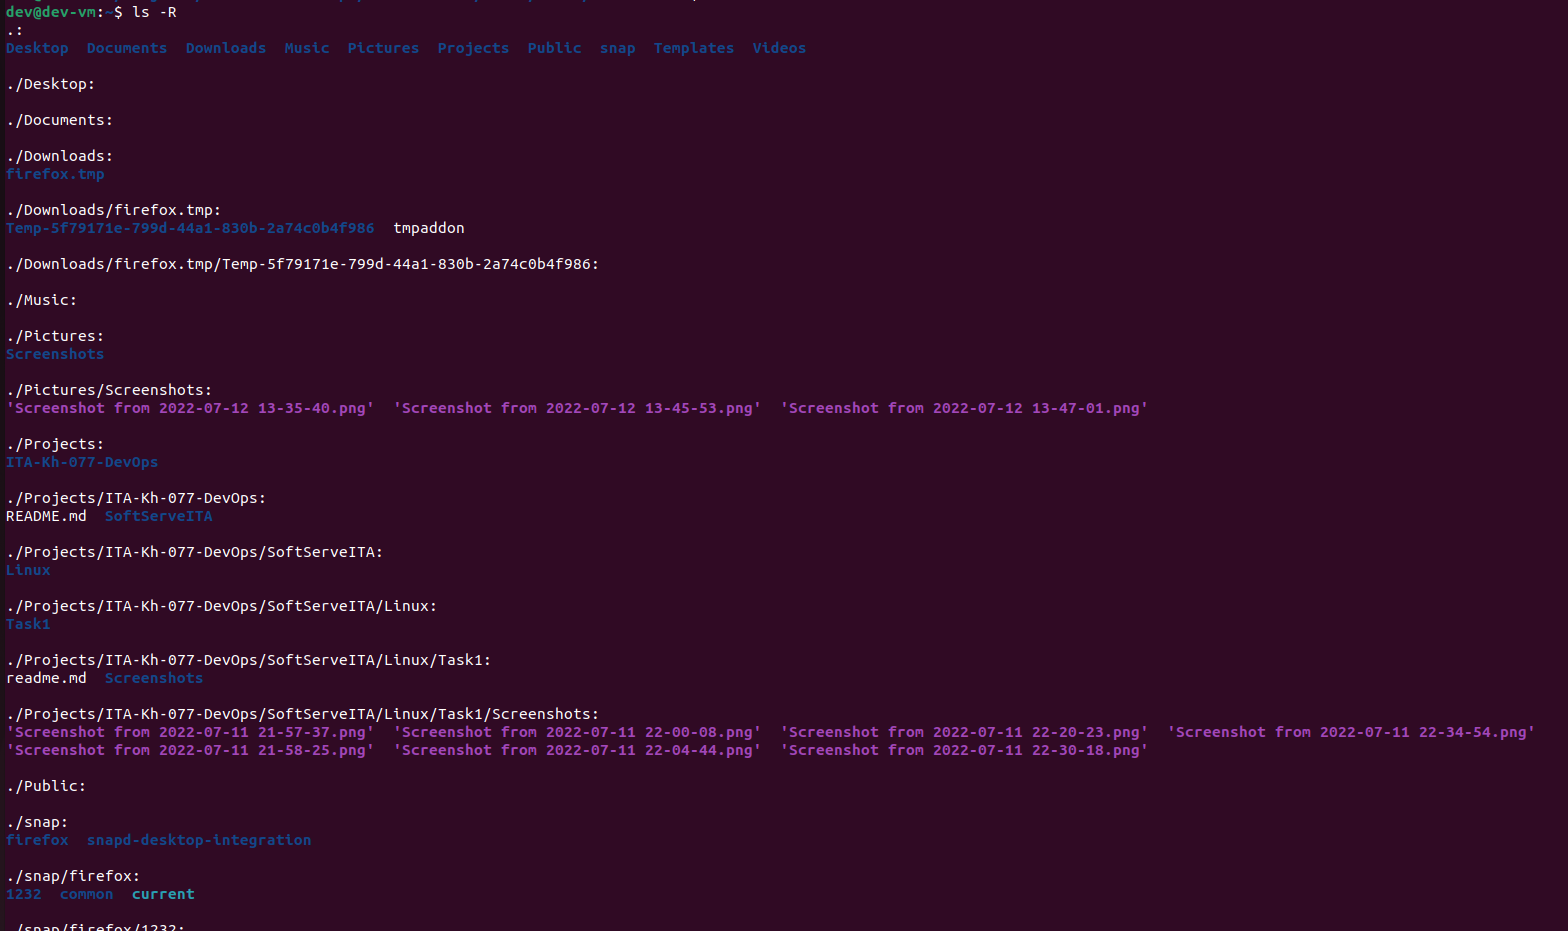 dev@dev-vm:~$ ls -R
.:
Desktop  Documents  Downloads  Music  Pictures  Projects  Public  snap  Templates  Videos

./Desktop:

./Documents:

./Downloads:
firefox.tmp

./Downloads/firefox.tmp:
Temp-5f79171e-799d-44a1-830b-2a74c0b4f986  tmpaddon

./Downloads/firefox.tmp/Temp-5f79171e-799d-44a1-830b-2a74c0b4f986:

./Music:

./Pictures:
Screenshots

./Pictures/Screenshots:
'Screenshot from 2022-07-12 13-35-40.png'  'Screenshot from 2022-07-12 13-45-53.png'  'Screenshot from 2022-07-12 13-47-01.png'

./Projects:
ITA-Kh-077-DevOps

./Projects/ITA-Kh-077-DevOps:
README.md  SoftServeITA

./Projects/ITA-Kh-077-DevOps/SoftServeITA:
Linux

./Projects/ITA-Kh-077-DevOps/SoftServeITA/Linux:
Task1

./Projects/ITA-Kh-077-DevOps/SoftServeITA/Linux/Task1:
readme.md  Screenshots

./Projects/ITA-Kh-077-DevOps/SoftServeITA/Linux/Task1/Screenshots:
'Screenshot from 2022-07-11 21-57-37.png'  'Screenshot from 2022-07-11 22-00-08.png'  'Screenshot from 2022-07-11 22-20-23.png'  'Screenshot from 2022-07-11 22-34-54.png'
'Screenshot from 2022-07-11 21-58-25.png'  'Screenshot from 2022-07-11 22-04-44.png'  'Screenshot from 2022-07-11 22-30-18.png'

./Public:

./snap:
firefox  snapd-desktop-integration

./snap/firefox:
1232  common  current

./snap/firefox/1232: